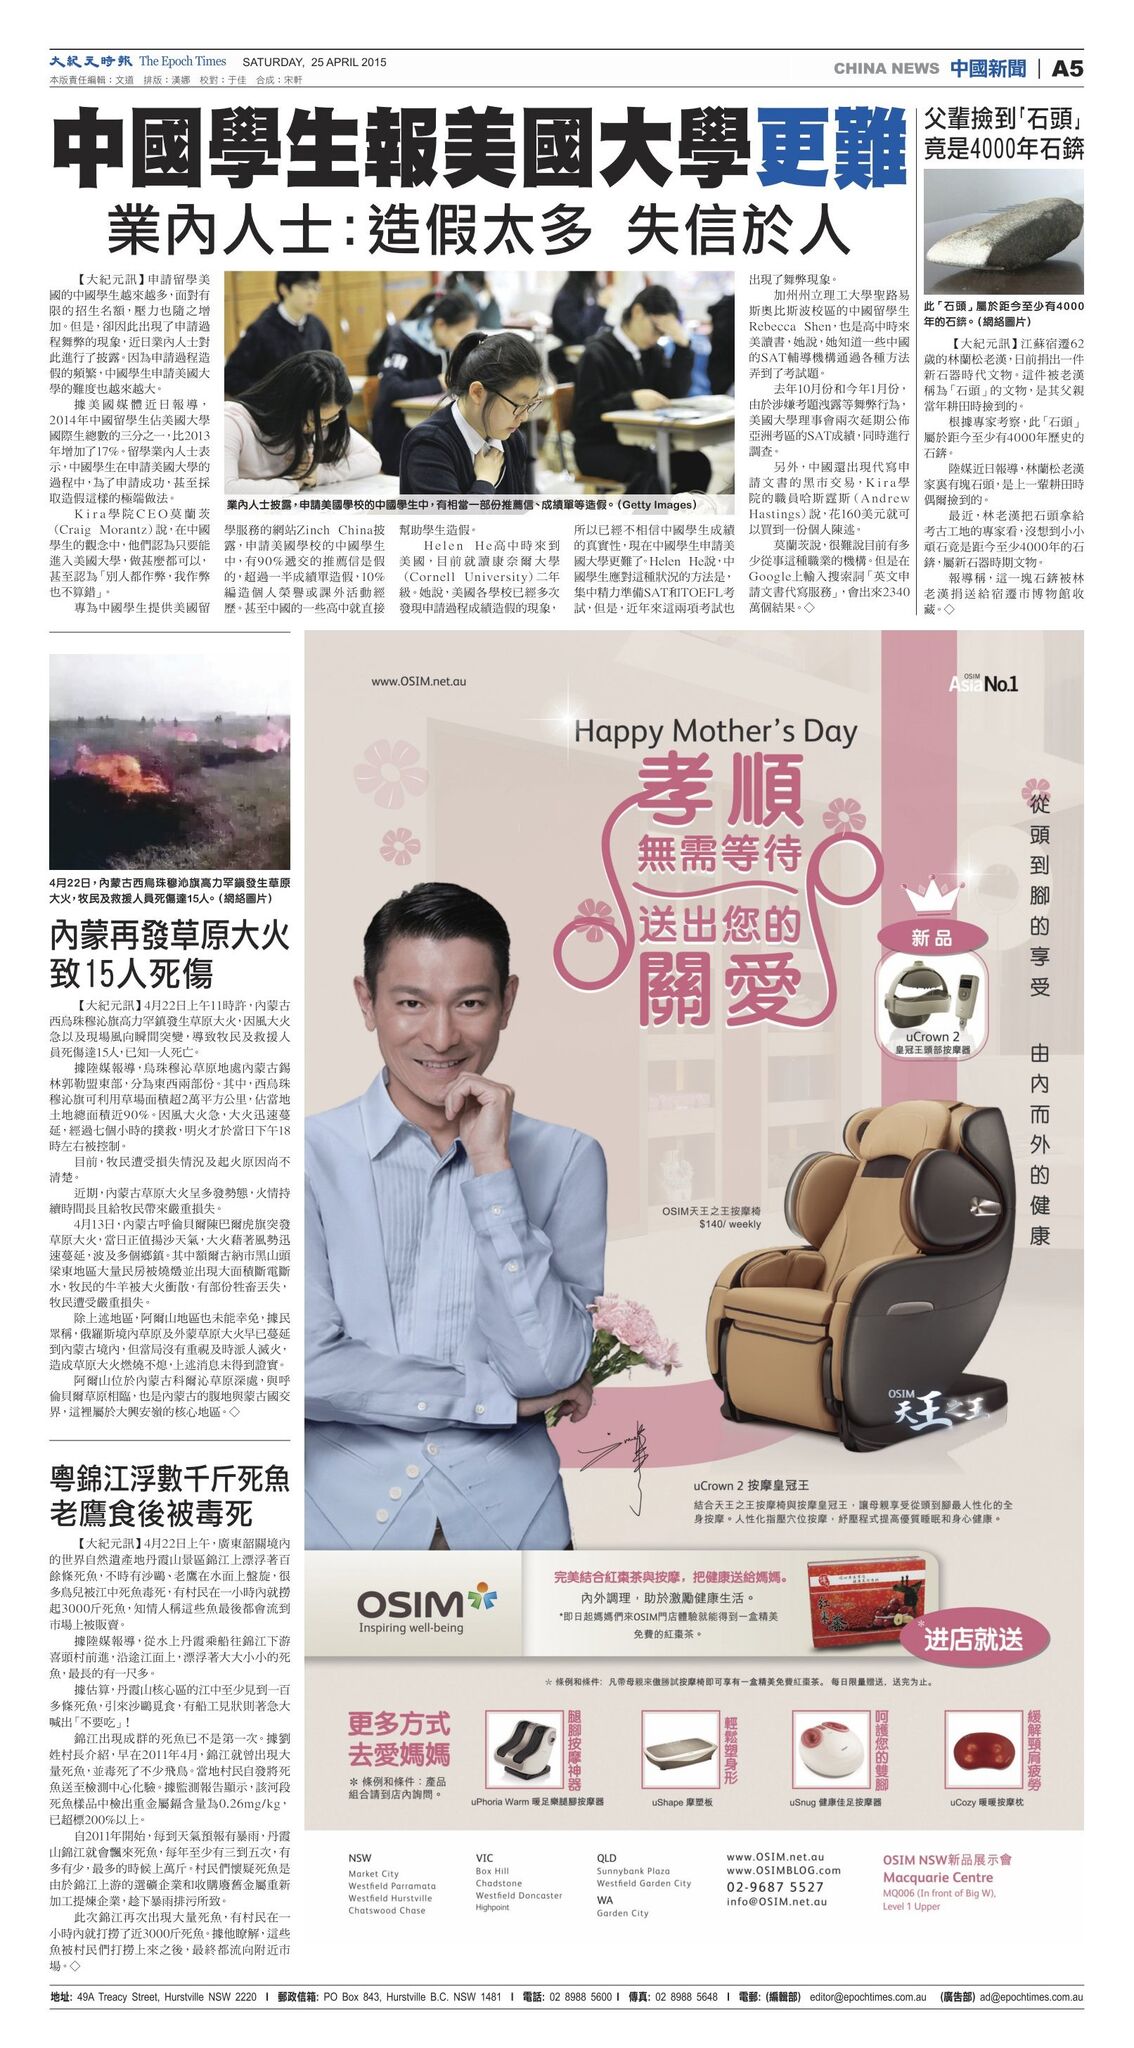 大紀元時報 The Epoch Times SATURDAY, 25 APRIL 2015
本版責任編輯：文道 排版：漢娜 校對：于佳 合成：宋軒
CHINA NEWS 中國新聞 | A5
中國學生報美國大學更難
業內人士：造假太多 失信於人
【大紀元訊】申請留學美
國的中國學生越來越多，面對有
限的招生名額，壓力也隨之增
加。但是，卻因此出現了申請過
程舞弊的現象，近日業內人士對
此進行了披露。因為申請過程造
假的頻繁，中國學生申請美國大
學的難度也越來越大。
據美國媒體近日報導，
2014年中國留學生佔美國大學
國際生總數的三分之一，比2013
年增加了17%。留學業內人士表
示，中國學生在申請美國大學的
過程中，為了申請成功，甚至採
取造假這樣的極端做法。
Kira學院CEO莫蘭茨
(Craig Morantz)說，在中國
學生的觀念中，他們認為只要能
進入美國大學，做甚麼都可以，
甚至認為「別人都作弊，我作弊
也不算錯」。
專為中國學生提供美國留
業內人士披露，申請美國學校的中國學生中，有相當一部份推薦信、成績單等造假。(Getty Images)
學服務的網站Zinch China披
露，申請美國學校的中國學生
中，有90%遞交的推薦信是假
的，超過一半成績單造假，10%
編造個人榮譽或課外活動經
歷。甚至中國的一些高中就直接
幫助學生造假。
Helen He高中時來到
美國，目前就讀康奈爾大學
(Cornell University)二年
級。她說，美國各學校已經多次
發現申請過程成績造假的現象，
所以已經不相信中國學生成績
的真實性，現在中國學生申請美
國大學更難了。Helen He說，中
國學生應對這種狀況的方法是，
集中精力準備SAT和TOEFL考
試，但是，近年來這兩項考試也
出現了舞弊現象。
加州州立理工大學聖路易
斯奧比斯波校區的中國留學生
Rebecca Shen，也是高中時來
美讀書，她說，她知道一些中國
的SAT輔導機構通過各種方法
弄到了考試題。
去年10月份和今年1月份，
由於涉嫌考題洩露等舞弊行為，
美國大學理事會兩次延期公佈
亞洲考區的SAT成績，同時進行
調查。
另外，中國還出現代寫申
請文書的黑市交易，Kira學
院的職員哈斯霆斯（Andrew
Hastings）說，花160美元就可
以買到一份個人陳述。
莫蘭茨說，很難說目前有多
少從事這種職業的機構。但是在
Google上輸入搜索詞「英文申
請文書代寫服務」，會出來2340
萬個結果。◇
父輩撿到「石頭」
竟是4000年石錛
此「石頭」屬於距今至少有4000
年的石錛。(網絡圖片)
【大紀元訊】江蘇宿遷62
歲的林蘭松老漢，日前捐出一件
新石器時代文物。這件被老漢
稱為「石頭」的文物，是其父親
當年耕田時撿到的。
根據專家考察，此「石頭」
屬於距今至少有4000年歷史的
石錛。
陸媒近日報導，林蘭松老漢
家裏有塊石頭，是上一輩耕田時
偶爾撿到的。
最近，林老漢把石頭拿給
考古工地的專家看，沒想到小小
頑石竟是距今至少4000年的石
錛，屬新石器時期文物。
報導稱，這一塊石錛被林
老漢捐送給宿遷市博物館收
藏。◇
4月22日，內蒙古西烏珠穆沁旗高力罕鎮發生草原
大火，牧民及救援人員死傷達15人。(網絡圖片)
內蒙再發草原大火
致15人死傷
【大紀元訊】4月22日上午11時許，內蒙古
西烏珠穆沁旗高力罕鎮發生草原大火，因風大火
急以及現場風向瞬間突變，導致牧民及救援人
員死傷達15人，已知一人死亡。
據陸媒報導，烏珠穆沁草原地處內蒙古錫
林郭勒盟東部，分為東西兩部份。其中，西烏珠
穆沁旗可利用草場面積超2萬平方公里，佔當地
土地總面積近90%。因風大火急，大火迅速蔓
延，經過七個小時的撲救，明火才於當日下午18
時左右被控制。
目前，牧民遭受損失情況及起火原因尚不
清楚。
近期，內蒙古草原大火呈多發勢態，火情持
續時間長且給牧民帶來嚴重損失。
4月13日，內蒙古呼倫貝爾陳巴爾虎旗突發
草原大火，當日正值揚沙天氣，大火藉著風勢迅
速蔓延，波及多個鄉鎮。其中額爾古納市黑山頭
梁東地區大量民房被燒燬並出現大面積斷電斷
水，牧民的牛羊被大火衝散，有部份牲畜丟失，
牧民遭受嚴重損失。
除上述地區，阿爾山地區也未能幸免，據民
眾稱，俄羅斯境內草原及外蒙草原大火早已蔓延
到內蒙古境內，但當局沒有重視及時派人滅火，
造成草原大火燃燒不熄，上述消息未得到證實。
阿爾山位於內蒙古科爾沁草原深處，與呼
倫貝爾草原相臨，也是內蒙古的腹地與蒙古國交
界，這裡屬於大興安嶺的核心地區。◇
粵錦江浮數千斤死魚
老鷹食後被毒死
【大紀元訊】4月22日上午，廣東韶關境內
的世界自然遺產地丹霞山景區錦江上漂浮著百
餘條死魚，不時有沙鷗、老鷹在水面上盤旋，很
多鳥兒被江中死魚毒死，有村民在一小時內就撈
起3000斤死魚，知情人稱這些魚最後都會流到
市場上被販賣。
據陸媒報導，從水上丹霞乘船往錦江下游
喜頭村前進，沿途江面上，漂浮著大大小小的死
魚，最長的有一尺多。
據估算，丹霞山核心區的江中至少見到一百
多條死魚，引來沙鷗覓食，有船工見狀則著急大
喊出「不要吃」！
錦江出現成群的死魚已不是第一次。據劉
姓村長介紹，早在2011年4月，錦江就曾出現大
量死魚，並毒死了不少飛鳥。當地村民自發將死
魚送至檢測中心化驗。據監測報告顯示，該河段
死魚樣品中檢出重金屬鎘含量為0.26mg/kg，
已超標200%以上。
自2011年開始，每到天氣預報有暴雨，丹霞
山錦江就會飄來死魚，每年至少有三到五次，有
多有少，最多的時候上萬斤。村民們懷疑死魚是
由於錦江上游的選礦企業和收購廢舊金屬重新
加工提煉企業，趁下暴雨排污所致。
此次錦江再次出現大量死魚，有村民在一
小時內就打撈了近3000斤死魚。據他瞭解，這些
魚被村民們打撈上來之後，最終都流向附近市
場。◇
www.OSIM.net.au
OSIM
Asia No.1
Happy Mother's Day
孝順
無需等待
送出您的
關愛
從頭到腳的享受 由內而外的健康
新品
uCrown 2
皇冠王頭部按摩器
OSIM天王之王按摩椅
$140/ weekly
OSIM
天王之王
uCrown 2 按摩皇冠王
結合天王之王按摩椅與按摩皇冠王，讓母親享受從頭到腳最人性化的全
身按摩。人性化指壓穴位按摩，紓壓程式提高優質睡眠和身心健康。
OSIM
Inspiring well-being
完美結合紅棗茶與按摩，把健康送給媽媽。
內外調理，助於激勵健康生活。
*即日起媽媽們來OSIM門店體驗就能得到一盒精美
免費的紅棗茶。
*进店就送
* 條例和條件：凡帶母親來做勝試按摩椅即可享有一盒精美免費紅棗茶。每日限量贈送，送完为止。
更多方式
去愛媽媽
* 條例和條件：產品
組合請到店內詢問。
腿腳按摩神器
uPhoria Warm 暖足樂腿腳按摩器
輕鬆塑身形
uShape 摩塑板
呵護您的雙腳
uSnug 健康佳足按摩器
緩解頸肩疲勞
uCozy 暖暖按摩枕
NSW
Market City
Westfield Parramata
Westfield Hurstville
Chatswood Chase
VIC
Box Hill
Chadstone
Westfield Doncaster
Highpoint
QLD
Sunnybank Plaza
Westfield Garden City
WA
Garden City
www.OSIM.net.au
www.OSIMBLOG.com
02-9687 5527
info@OSIM.net.au
OSIM NSW新品展示會
Macquarie Centre
MQ006 (In front of Big W),
Level 1 Upper
地址: 49A Treacy Street, Hurstville NSW 2220 | 郵政信箱: PO Box 843, Hurstville B.C. NSW 1481 | 電話: 02 8988 5600 | 傳真: 02 8988 5648 | 電郵: (編輯部) editor@epochtimes.com.au (廣告部) ad@epochtimes.com.au